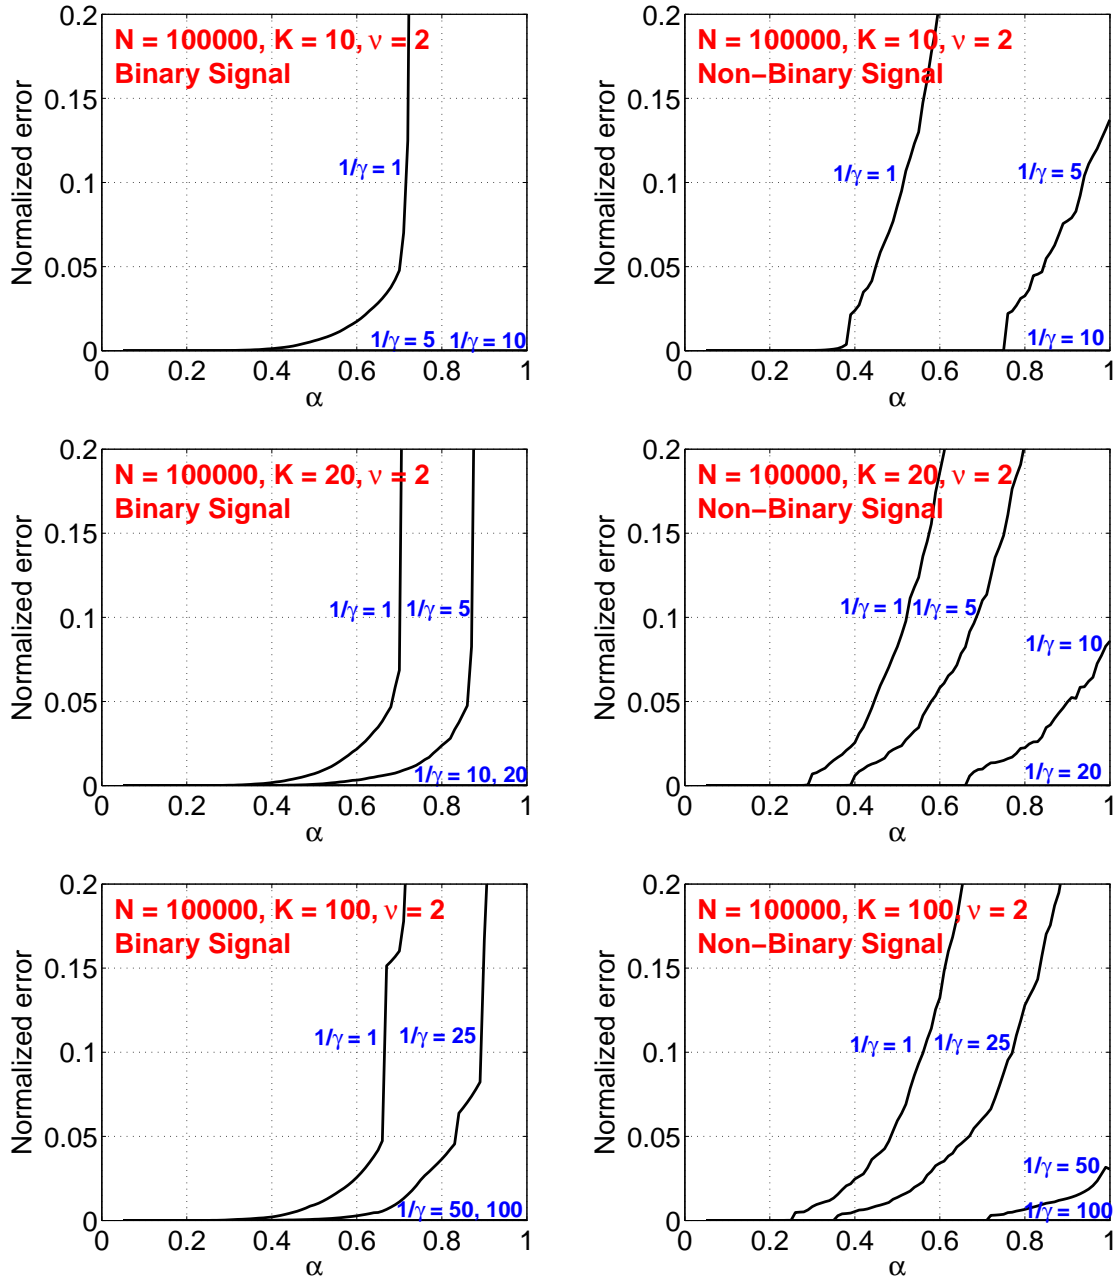 N = 100000, K = 10, ν = 2
Binary Signal
Normalized error
0.2
0.15
0.1
0.05
0
1/γ = 1
1/γ = 5
1/γ = 10
0 0.2 0.4 0.6 0.8 1
α
N = 100000, K = 10, ν = 2
Non−Binary Signal
Normalized error
0.2
0.15
0.1
0.05
0
1/γ = 1
1/γ = 5
1/γ = 10
0 0.2 0.4 0.6 0.8 1
α
N = 100000, K = 20, ν = 2
Binary Signal
Normalized error
0.2
0.15
0.1
0.05
0
1/γ = 1
1/γ = 5
1/γ = 10, 20
0 0.2 0.4 0.6 0.8 1
α
N = 100000, K = 20, ν = 2
Non−Binary Signal
Normalized error
0.2
0.15
0.1
0.05
0
1/γ = 1
1/γ = 5
1/γ = 10
1/γ = 20
0 0.2 0.4 0.6 0.8 1
α
N = 100000, K = 100, ν = 2
Binary Signal
Normalized error
0.2
0.15
0.1
0.05
0
1/γ = 1
1/γ = 25
1/γ = 50, 100
0 0.2 0.4 0.6 0.8 1
α
N = 100000, K = 100, ν = 2
Non−Binary Signal
Normalized error
0.2
0.15
0.1
0.05
0
1/γ = 1
1/γ = 25
1/γ = 50
1/γ = 100
0 0.2 0.4 0.6 0.8 1
α